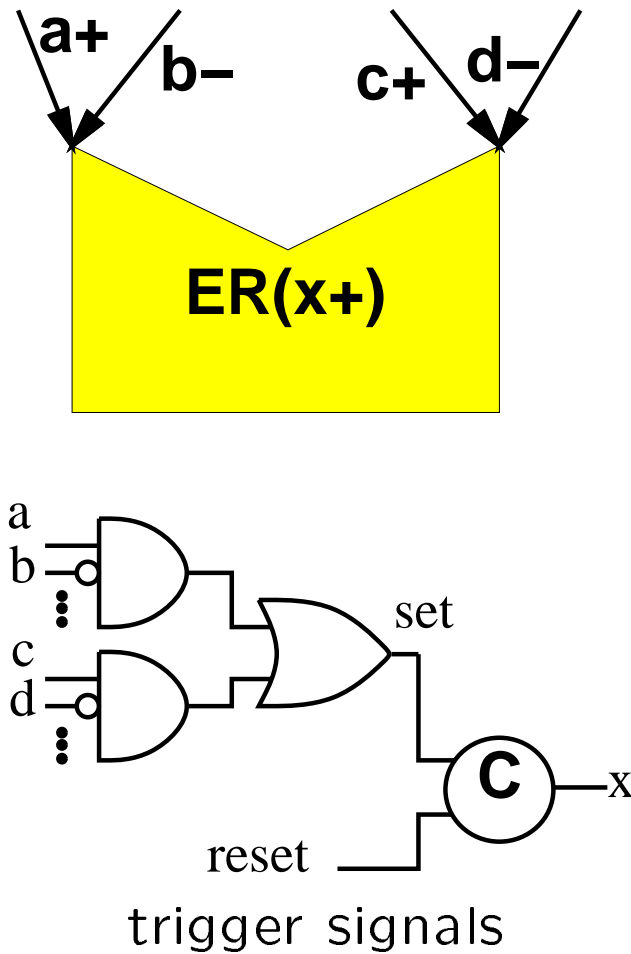 a+ b– c+ d–
ER(x+)
a
b
c
d
set
C
x
reset
trigger signals